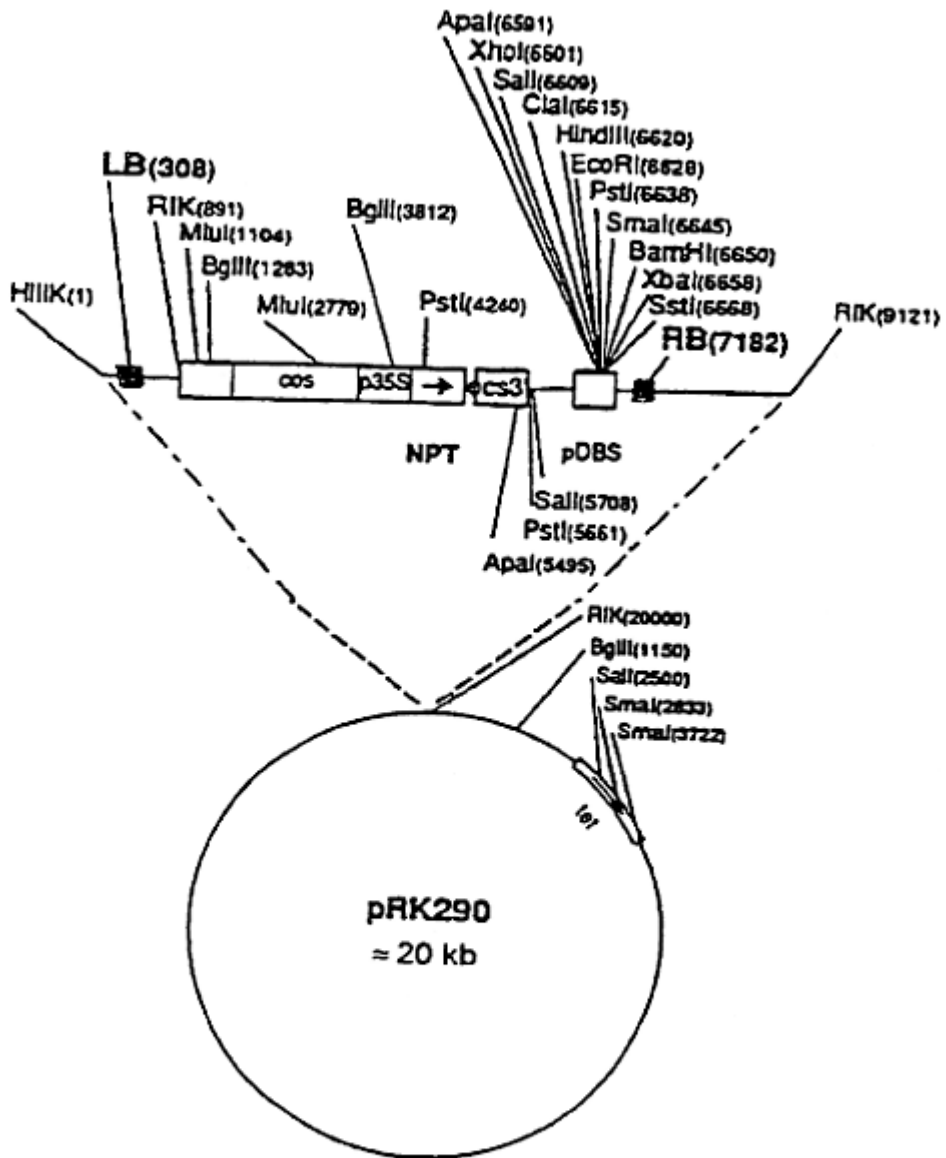 ApaI(6591)
XhoI(6601)
SalI(6609)
ClaI(6615)
HindIII(6620)
EcoRI(6628)
PstI(6638)
SmaI(6645)
BamHI(6650)
XbaI(6658)
SstI(6668)
LB(308)
RIK(891)
MluI(1104)
BglII(1283)
BglII(3812)
HIIIK(1)
MluI(2779)
PstI(4240)
RB(7182)
RIK(9121)
cos
p35S
cs3
NPT
pDBS
SalI(5708)
PstI(5661)
ApaI(5495)
RIK(20000)
BglII(1150)
SalI(2500)
SmaI(2833)
SmaI(3722)
tet
pRK290
≈ 20 kb